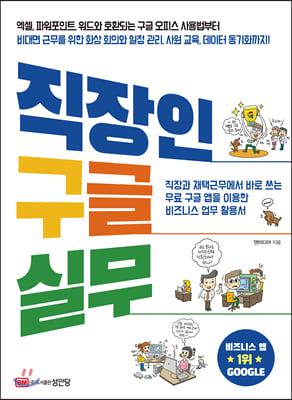 엑셀, 파워포인트, 워드와 호환되는 구글 오피스 사용법부터
비대면 근무를 위한 화상 회의와 일정 관리, 사원 교육, 데이터 동기화까지!
직장인
구글
실무
직장과 재택근무에서 바로 쓰는
무료 구글 앱을 이용한
비즈니스 업무 활용서
앤미디어 지음
비즈니스 앱
★1위★
GOOGLE
BM 성안당